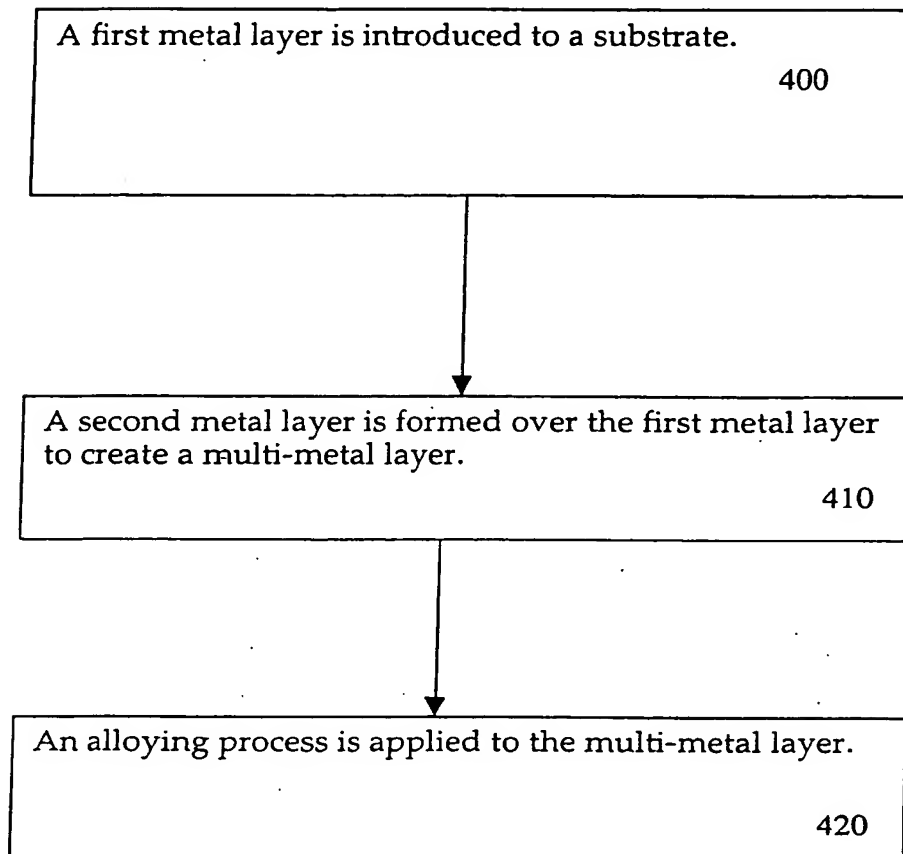 A first metal layer is introduced to a substrate.
400
A second metal layer is formed over the first metal layer
to create a multi-metal layer.
410
An alloying process is applied to the multi-metal layer.
420